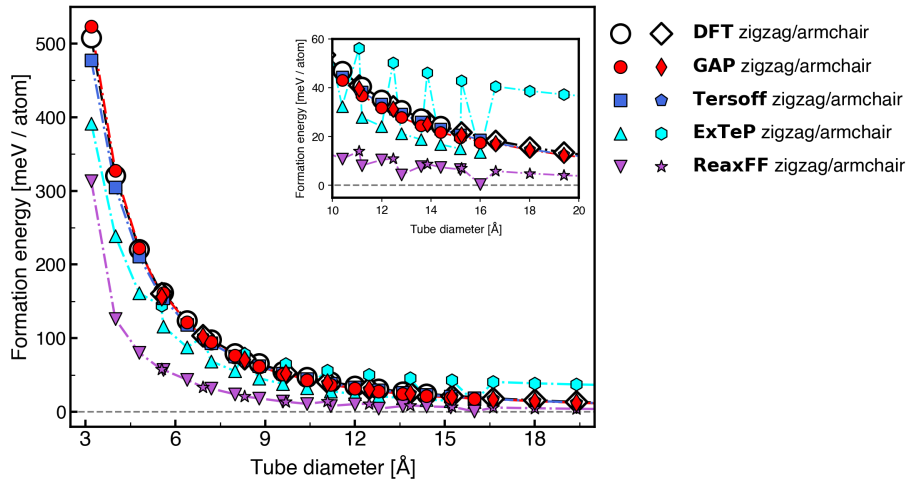 Formation energy [meV / atom]
500
400
300
200
100
0
3
6
9
12
15
18
Tube diameter [Å]
Formation energy [meV / atom]
60
40
20
0
10
12
14
16
18
20
Tube diameter [Å]
DFT zigzag/armchair
GAP zigzag/armchair
Tersoff zigzag/armchair
ExTeP zigzag/armchair
ReaxFF zigzag/armchair